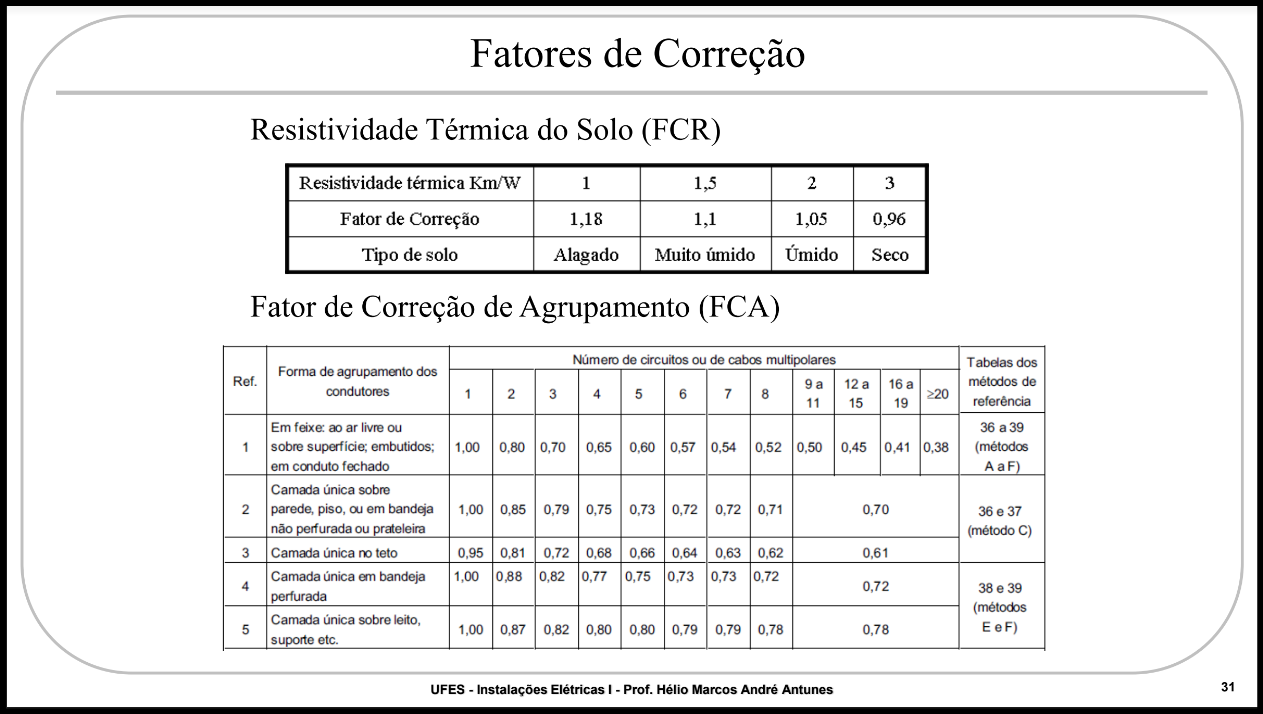 Fatores de Correção
Resistividade Térmica do Solo (FCR)
Resistividade térmica Km/W 1 1,5 2 3
Fator de Correção 1,18 1,1 1,05 0,96
Tipo de solo Alagado Muito úmido Úmido Seco
Fator de Correção de Agrupamento (FCA)
Ref.
Forma de agrupamento dos
condutores
Número de circuitos ou de cabos multipolares
1 2 3 4 5 6 7 8 9 a 11 12 a 15 16 a 19 ≥20
Tabelas dos
métodos de
referência
1
Em feixe: ao ar livre ou
sobre superfície; embutidos;
em conduto fechado
1,00 0,80 0,70 0,65 0,60 0,57 0,54 0,52 0,50 0,45 0,41 0,38
36 a 39
(métodos
A a F)
2
Camada única sobre
parede, piso, ou em bandeja
não perfurada ou prateleira
1,00 0,85 0,79 0,75 0,73 0,72 0,72 0,71 0,70
36 e 37
(método C)
3 Camada única no teto 0,95 0,81 0,72 0,68 0,66 0,64 0,63 0,62 0,61
4
Camada única em bandeja
perfurada
1,00 0,88 0,82 0,77 0,75 0,73 0,73 0,72 0,72
38 e 39
(métodos
E e F)
5
Camada única sobre leito,
suporte etc.
1,00 0,87 0,82 0,80 0,80 0,79 0,79 0,78 0,78
UFES - Instalações Elétricas I - Prof. Hélio Marcos André Antunes
31